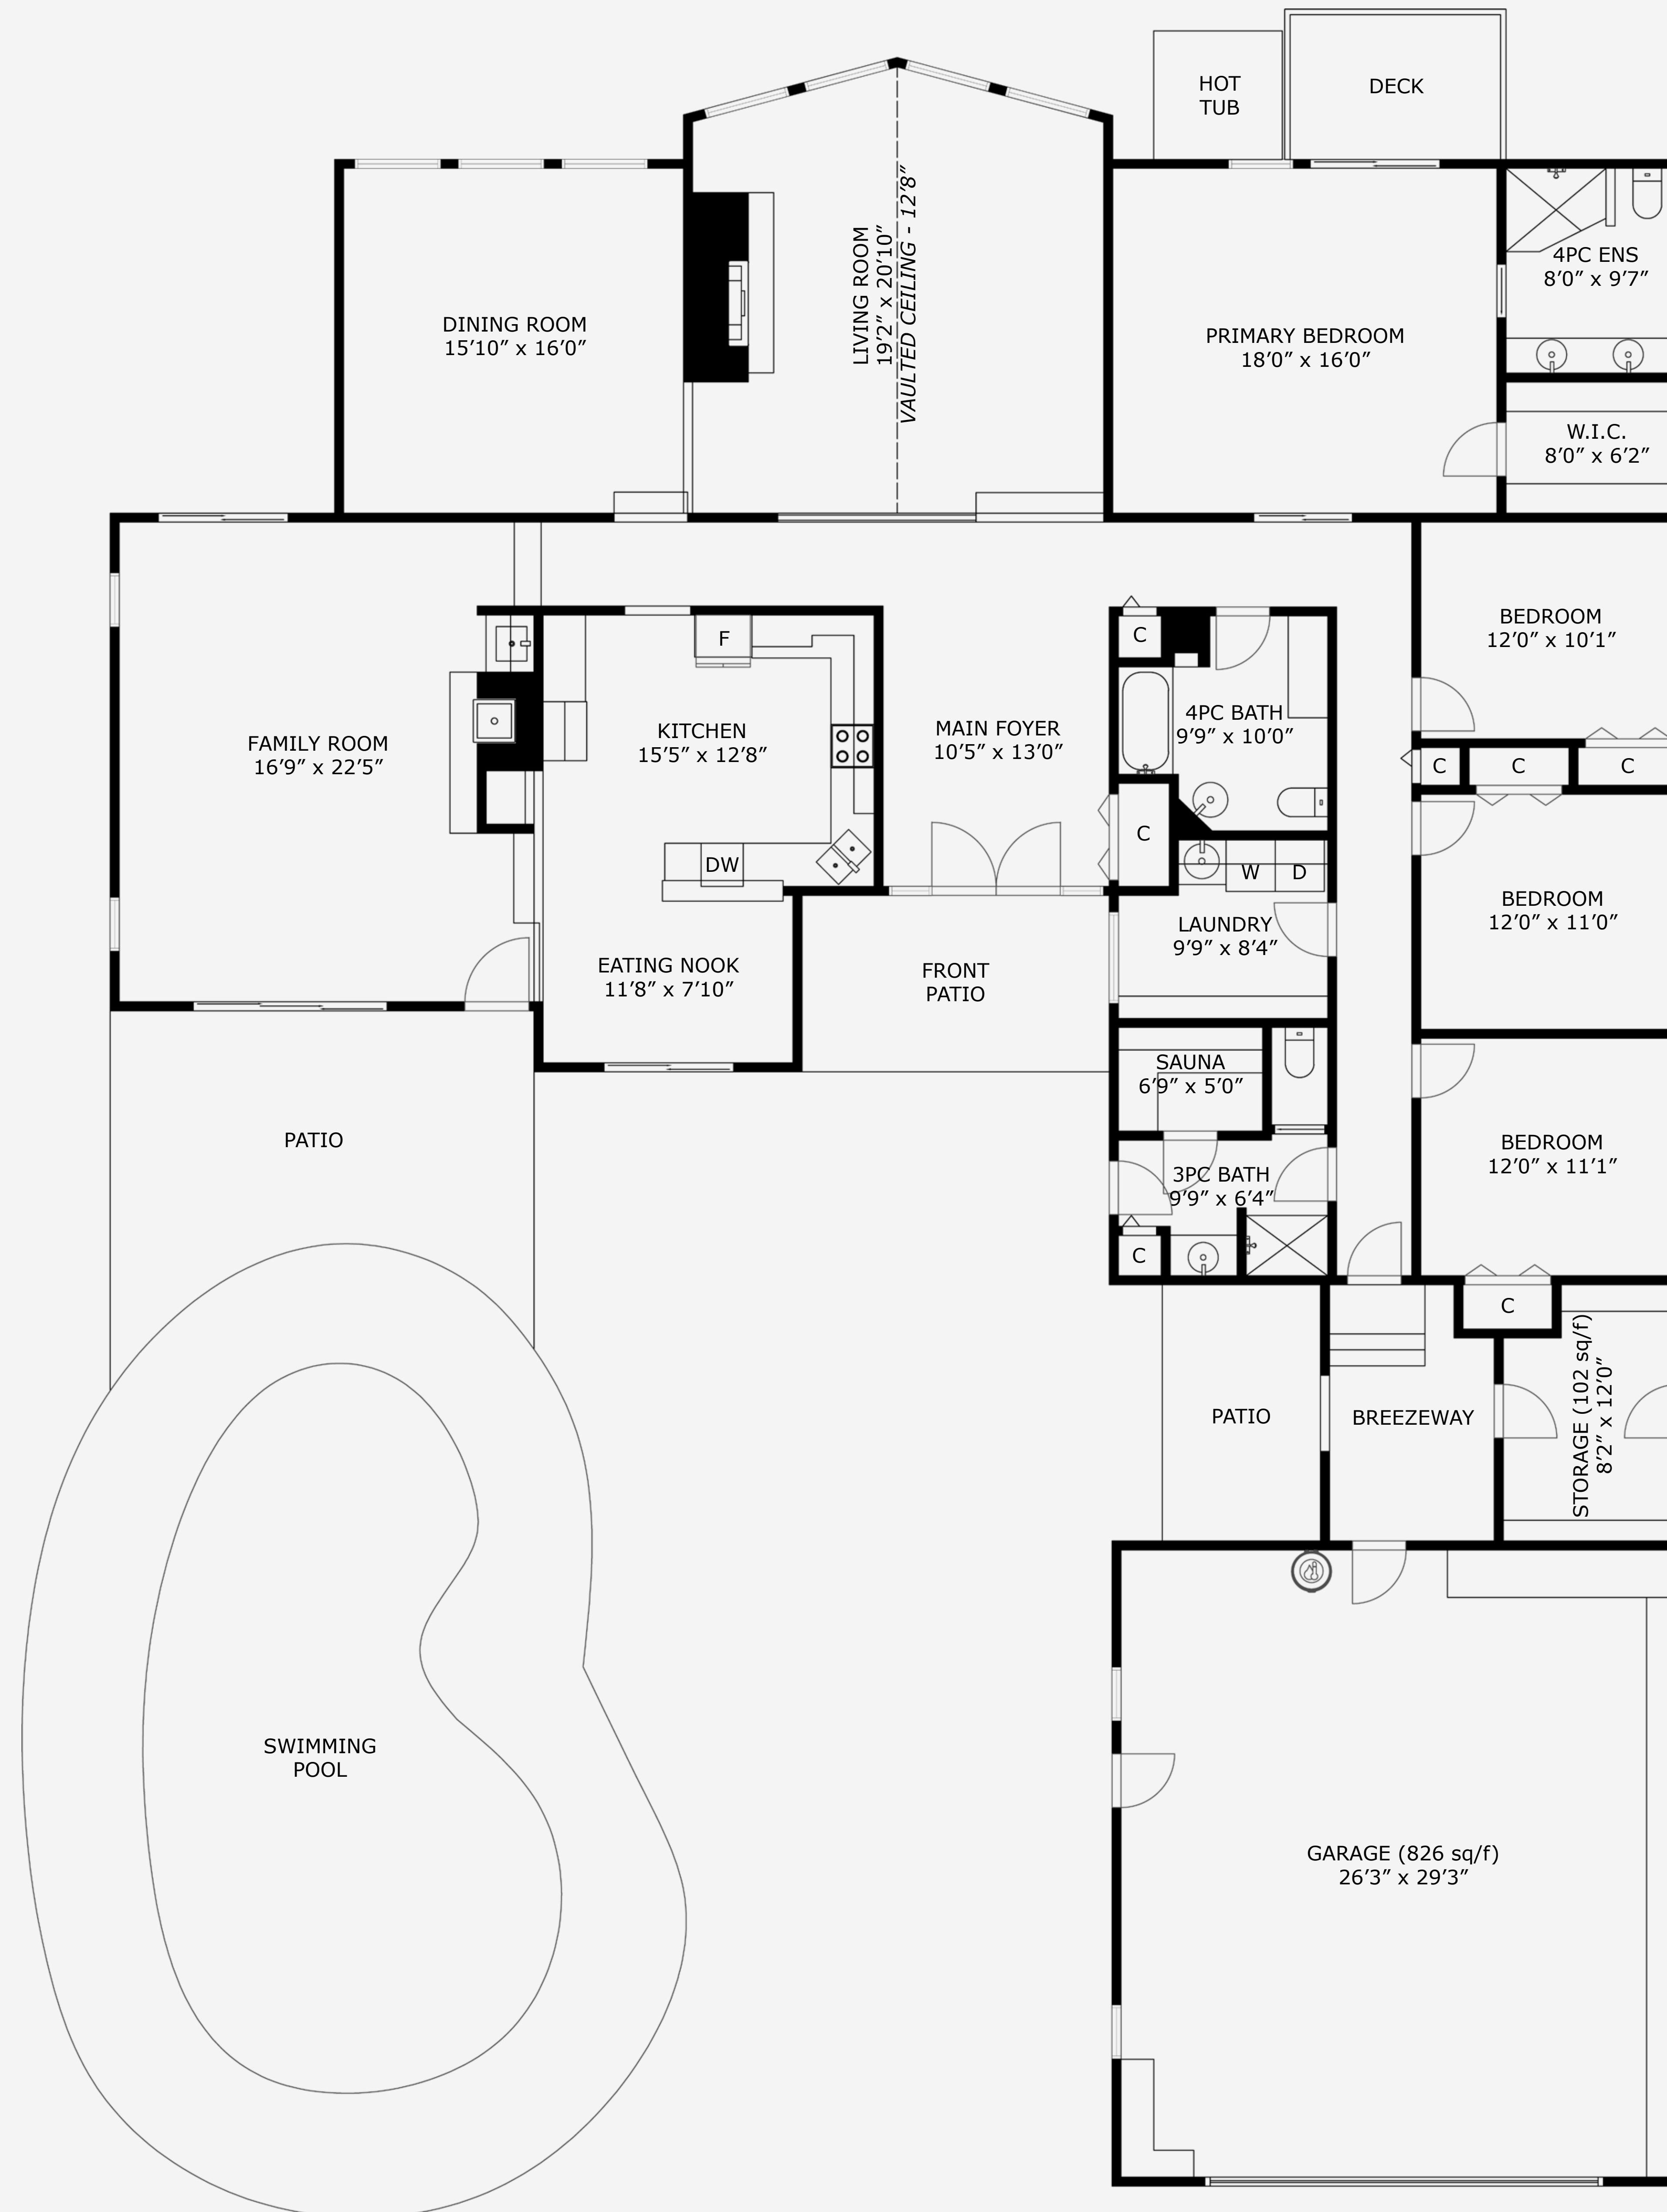 HOT
TUB
DECK
LIVING ROOM
19'2" x 20'10"
VAULTED CEILING - 12'8"
4PC ENS
8'0" x 9'7"
DINING ROOM
15'10" x 16'0"
PRIMARY BEDROOM
18'0" x 16'0"
W.I.C.
8'0" x 6'2"
BEDROOM
12'0" x 10'1"
F
C
KITCHEN
15'5" x 12'8"
MAIN FOYER
10'5" x 13'0"
4PC BATH
9'9" x 10'0"
FAMILY ROOM
16'9" x 22'5"
C
C
C
C
DW
W
D
BEDROOM
12'0" x 11'0"
LAUNDRY
9'9" x 8'4"
EATING NOOK
11'8" x 7'10"
FRONT
PATIO
SAUNA
6'9" x 5'0"
PATIO
BEDROOM
12'0" x 11'1"
3PC BATH
9'9" x 6'4"
C
C
PATIO
BREEZEWAY
STORAGE (102 sq/f)
8'2" x 12'0"
SWIMMING
POOL
GARAGE (826 sq/f)
26'3" x 29'3"